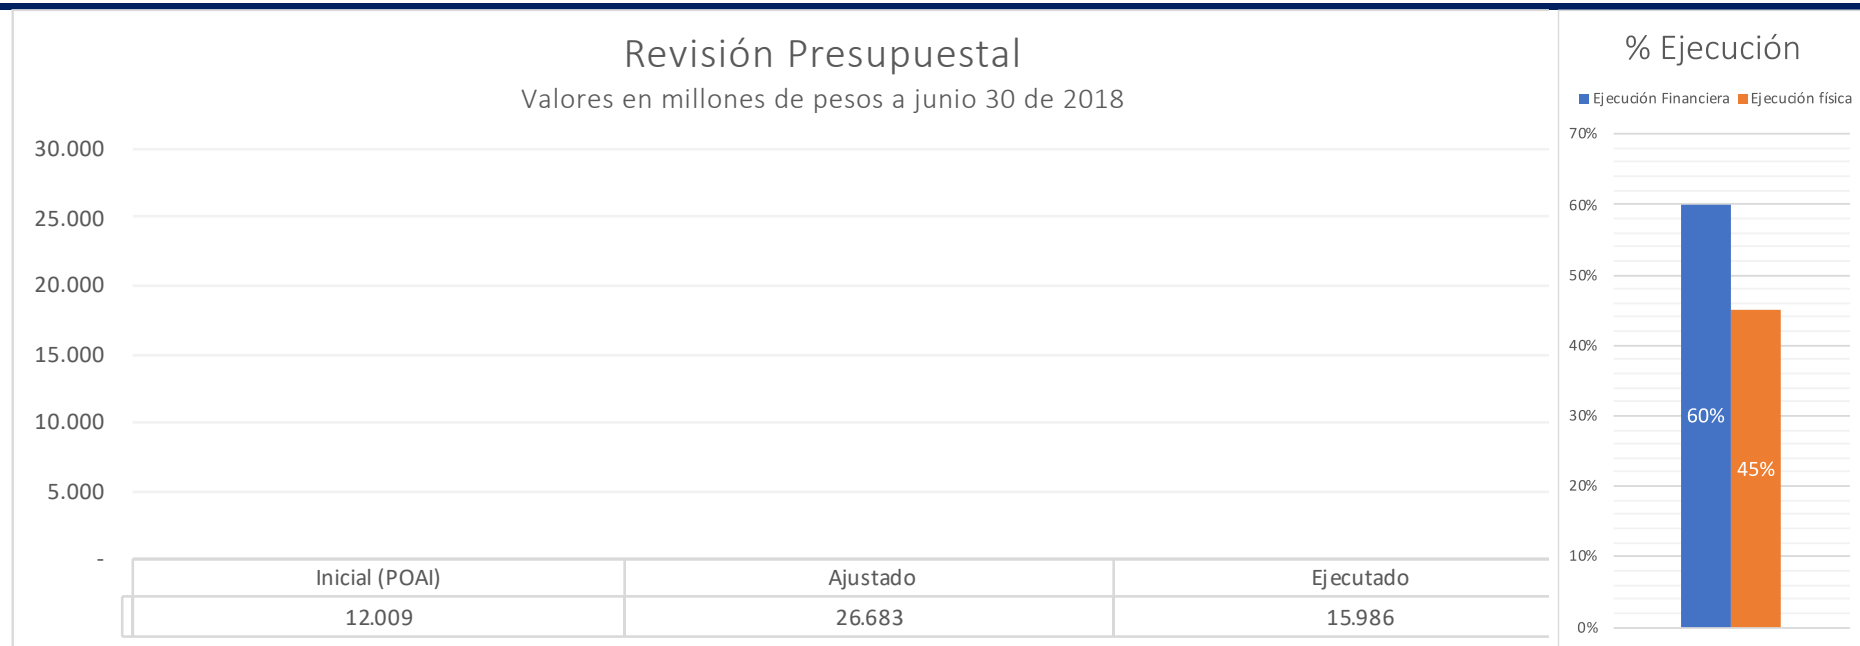 Revisión Presupuestal
Valores en millones de pesos a junio 30 de 2018
30.000
25.000
20.000
15.000
10.000
5.000
-
Inicial (POAI) Ajustado Ejecutado
12.009 26.683 15.986
% Ejecución
Ejecución Financiera Ejecución física
70%
60%
50%
40%
30%
20%
10%
0%
60%
45%